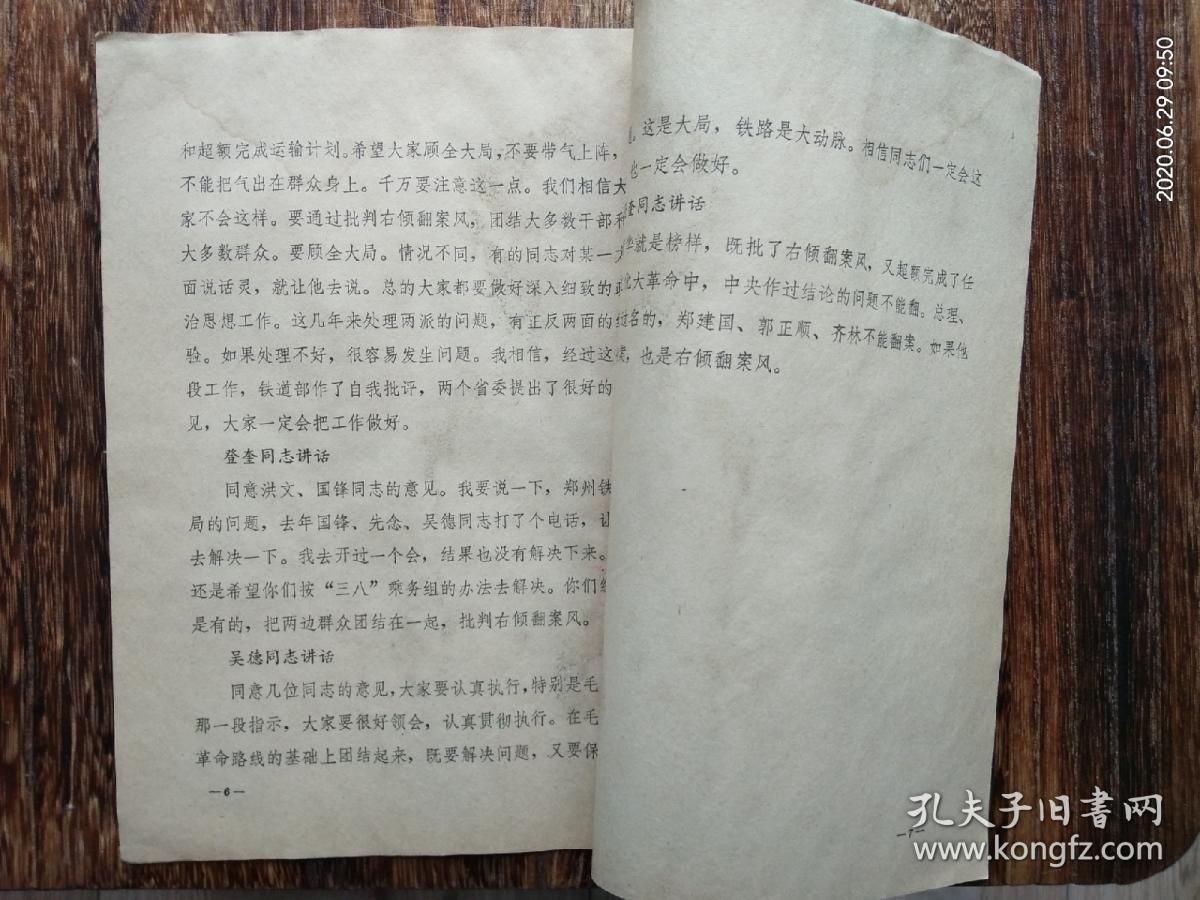 和超额完成运输计划。希望大家顾全大局，不要带气上阵，
不能把气出在群众身上。千万要注意这一点。我们相信大
家不会这样。要通过批判右倾翻案风，团结大多数干部和
大多数群众。要顾全大局。情况不同，有的同志对某一方
面说话灵，就让他去说。总的大家都要做好深入细致的政
治思想工作。这几年来处理两派的问题，有正反两面的经
验。如果处理不好，很容易发生问题。我相信，经过这
段工作，铁道部作了自我批评，两个省委提出了很好的
见，大家一定会把工作做好。
登奎同志讲话
同意洪文、国锋同志的意见。我要说一下，郑州铁
局的问题，去年国锋、先念、吴德同志打了个电话，让
去解决一下。我去开过一个会，结果也没有解决下来。
还是希望你们按“三八”乘务组的办法去解决。你们经
是有的，把两边群众团结在一起，批判右倾翻案风。
吴德同志讲话
同意几位同志的意见，大家要认真执行，特别是毛
那一段指示，大家要很好领会，认真贯彻执行。在毛
革命路线的基础上团结起来，既要解决问题，又要保
—6—
这是大局，铁路是大动脉。相信同志们一定会这
也一定会做好。
奎同志讲话
就是榜样，既批了右倾翻案风，又超额完成了任
化大革命中，中央作过结论的问题不能翻。总理、
过名的，郑建国、郭正顺、齐林不能翻案。如果他
，也是右倾翻案风。
—7—
2020.06.29 09:50
孔夫子旧书网
www.kongfz.com